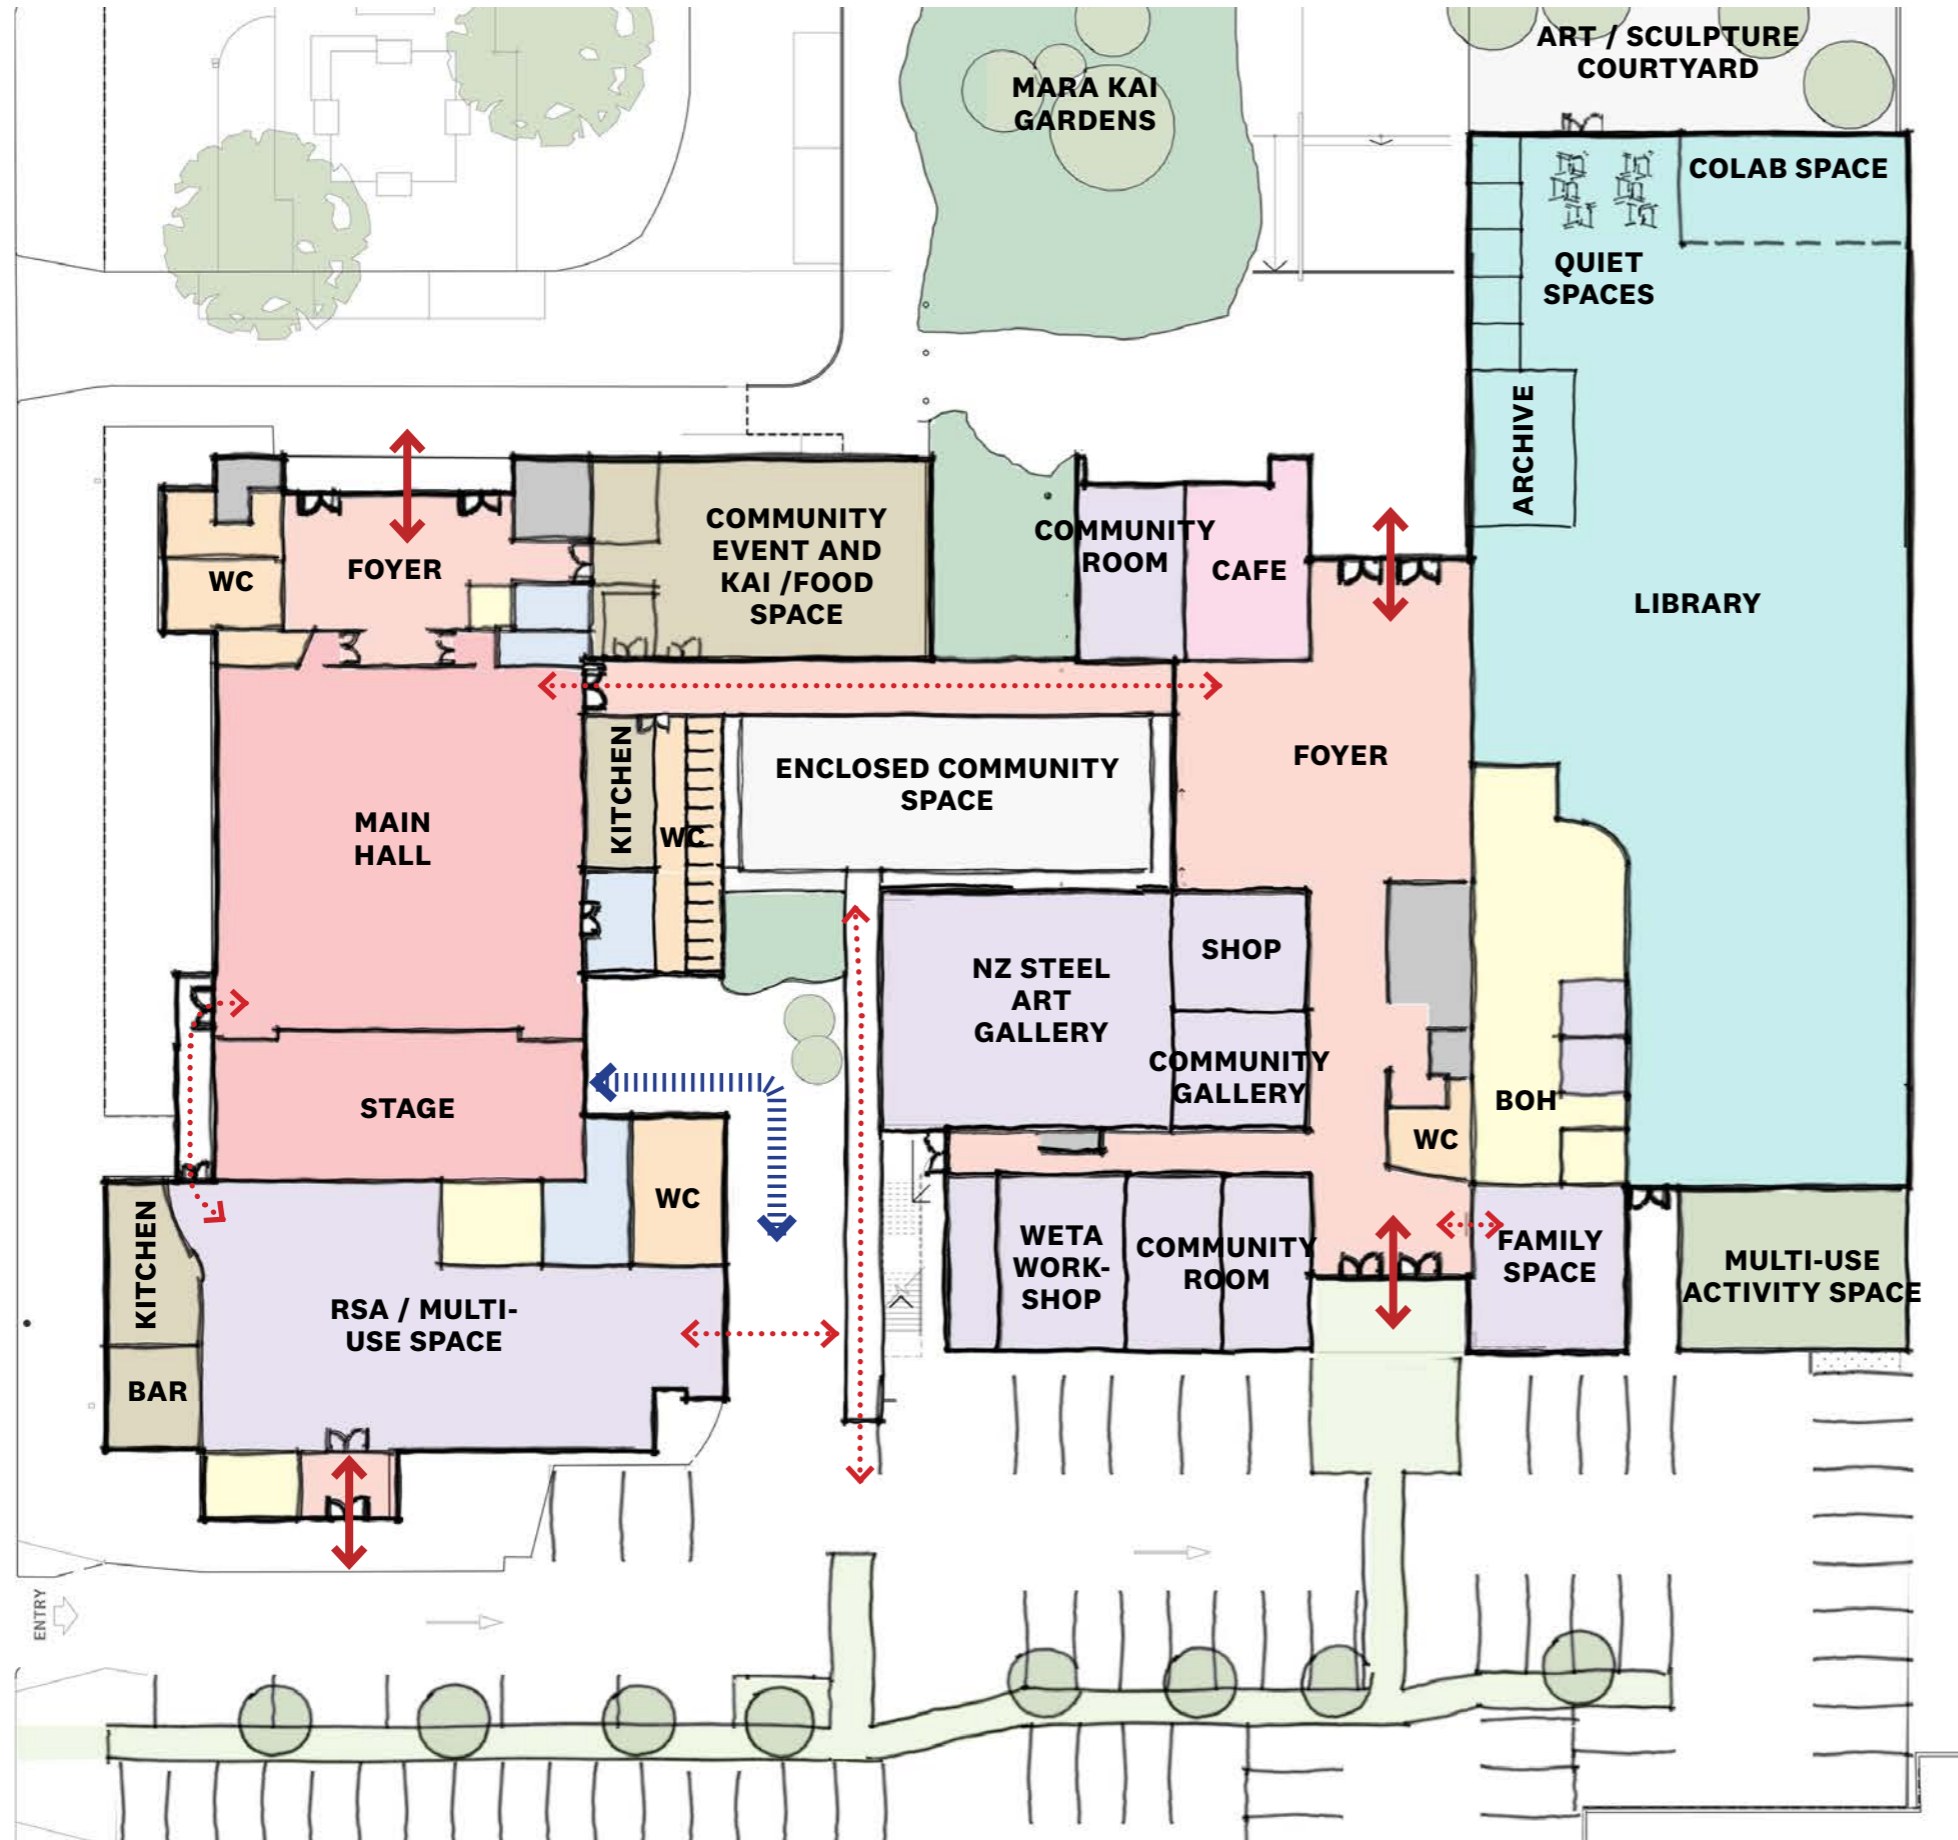 ART / SCULPTURE
COURTYARD
MARA KAI
GARDENS
COLAB SPACE
QUIET
SPACES
ARCHIVE
COMMUNITY
EVENT AND
KAI /FOOD
SPACE
COMMUNITY
ROOM
CAFE
FOYER
WC
LIBRARY
FOYER
ENCLOSED COMMUNITY
SPACE
KITCHEN
WC
MAIN
HALL
SHOP
NZ STEEL
ART
GALLERY
COMMUNITY
GALLERY
STAGE
BOH
WC
WC
WETA
WORK-
SHOP
COMMUNITY
ROOM
FAMILY
SPACE
MULTI-USE
ACTIVITY SPACE
KITCHEN
RSA / MULTI-
USE SPACE
BAR
ENTRY